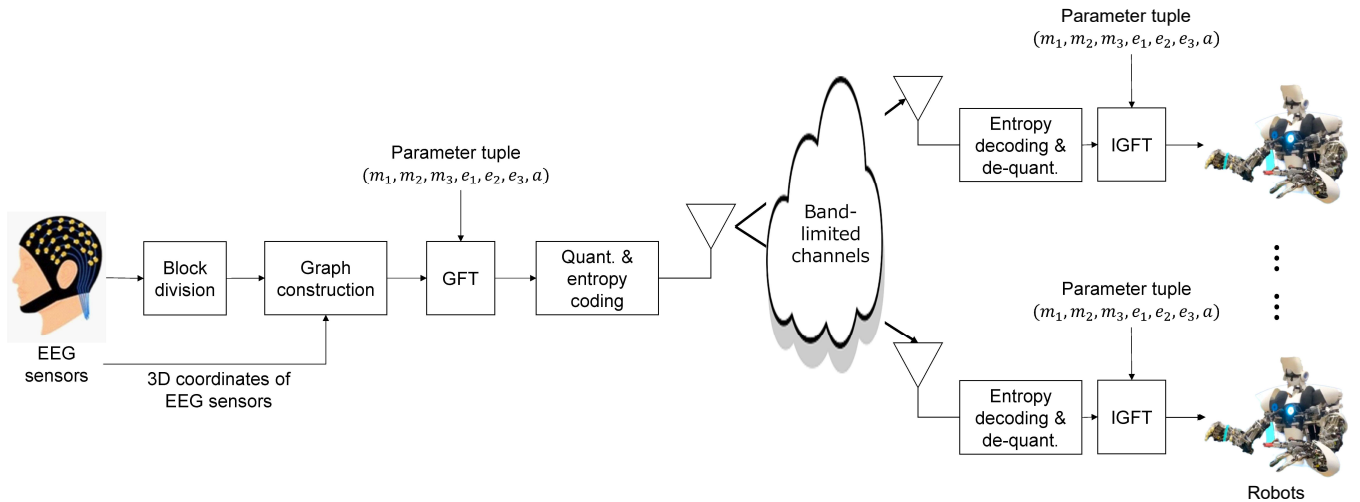 EEG
sensors
Block
division
Graph
construction
3D coordinates of
EEG sensors
Parameter tuple
(m₁, m₂, m₃, e₁, e₂, e₃, a)
GFT
Quant. &
entropy
coding
Band-
limited
channels
Parameter tuple
(m₁, m₂, m₃, e₁, e₂, e₃, a)
Entropy
decoding &
de-quant.
IGFT
Parameter tuple
(m₁, m₂, m₃, e₁, e₂, e₃, a)
Entropy
decoding &
de-quant.
IGFT
Robots